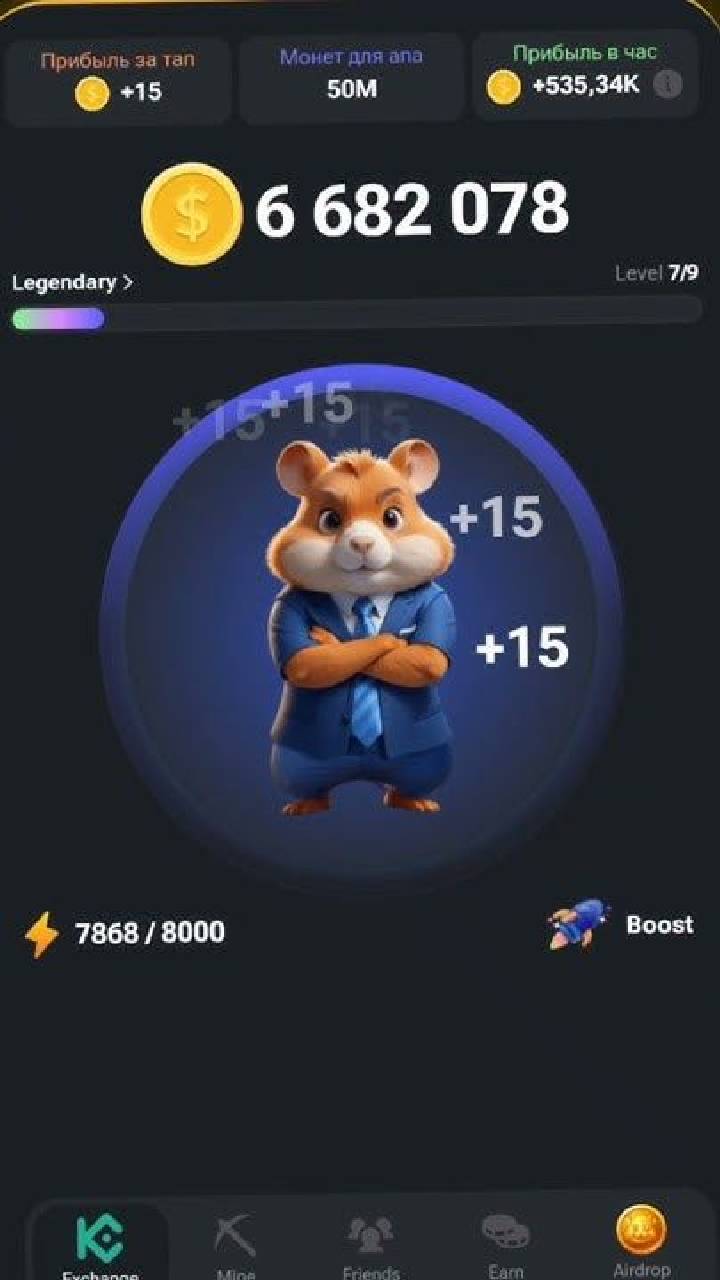 Прибыль за тап
+15
Монет для апа
50M
Прибыль в час
+535,34K
6 682 078
Legendary >
Level 7/9
+15
+15
+15
+15
+15
7868 / 8000
Boost
Exchange
Mine
Friends
Earn
Airdrop